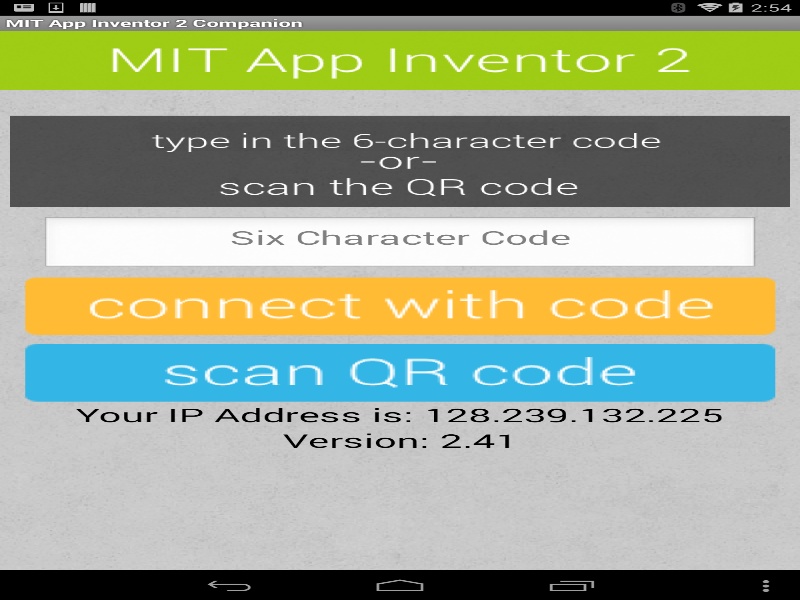 2:54
MIT App Inventor 2 Companion
MIT App Inventor 2
type in the 6-character code
-or-
scan the QR code
Six Character Code
connect with code
scan QR code
Your IP Address is: 128.239.132.225
Version: 2.41